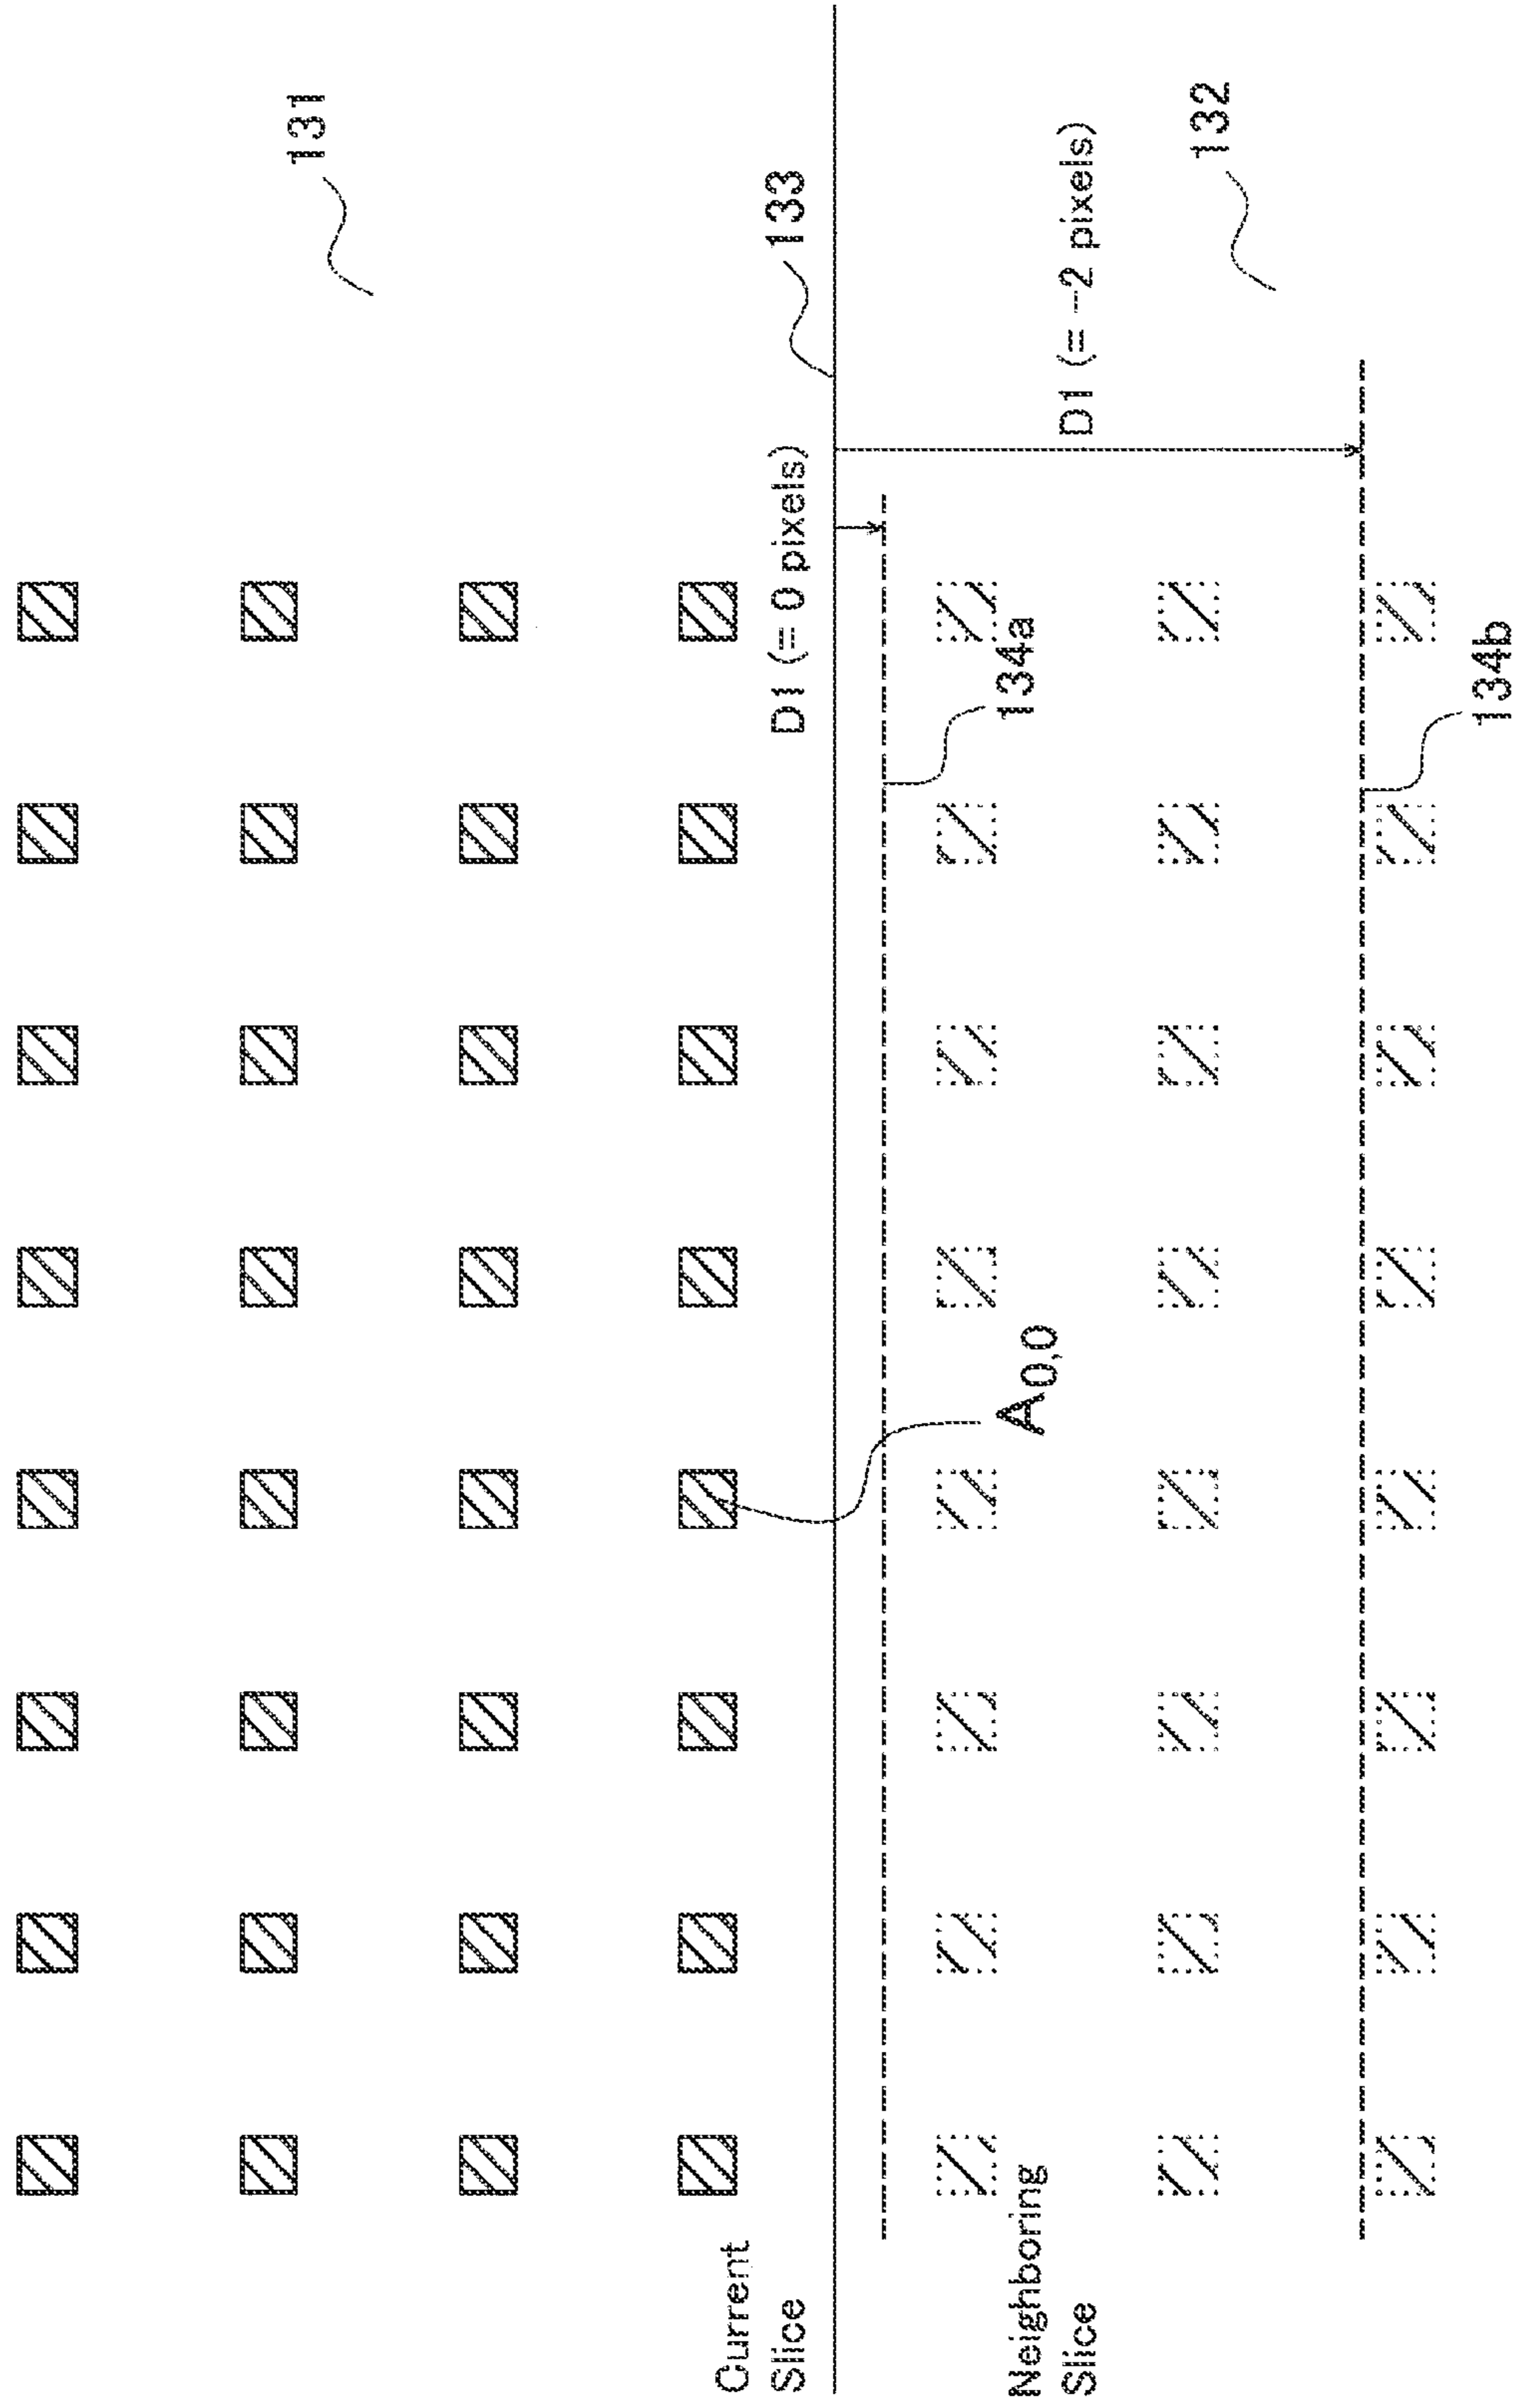 131
133
132
D1 (= 0 pixels)
D1 (= -2 pixels)
134a
134b
A0,0
Current
Slice
Neighboring
Slice